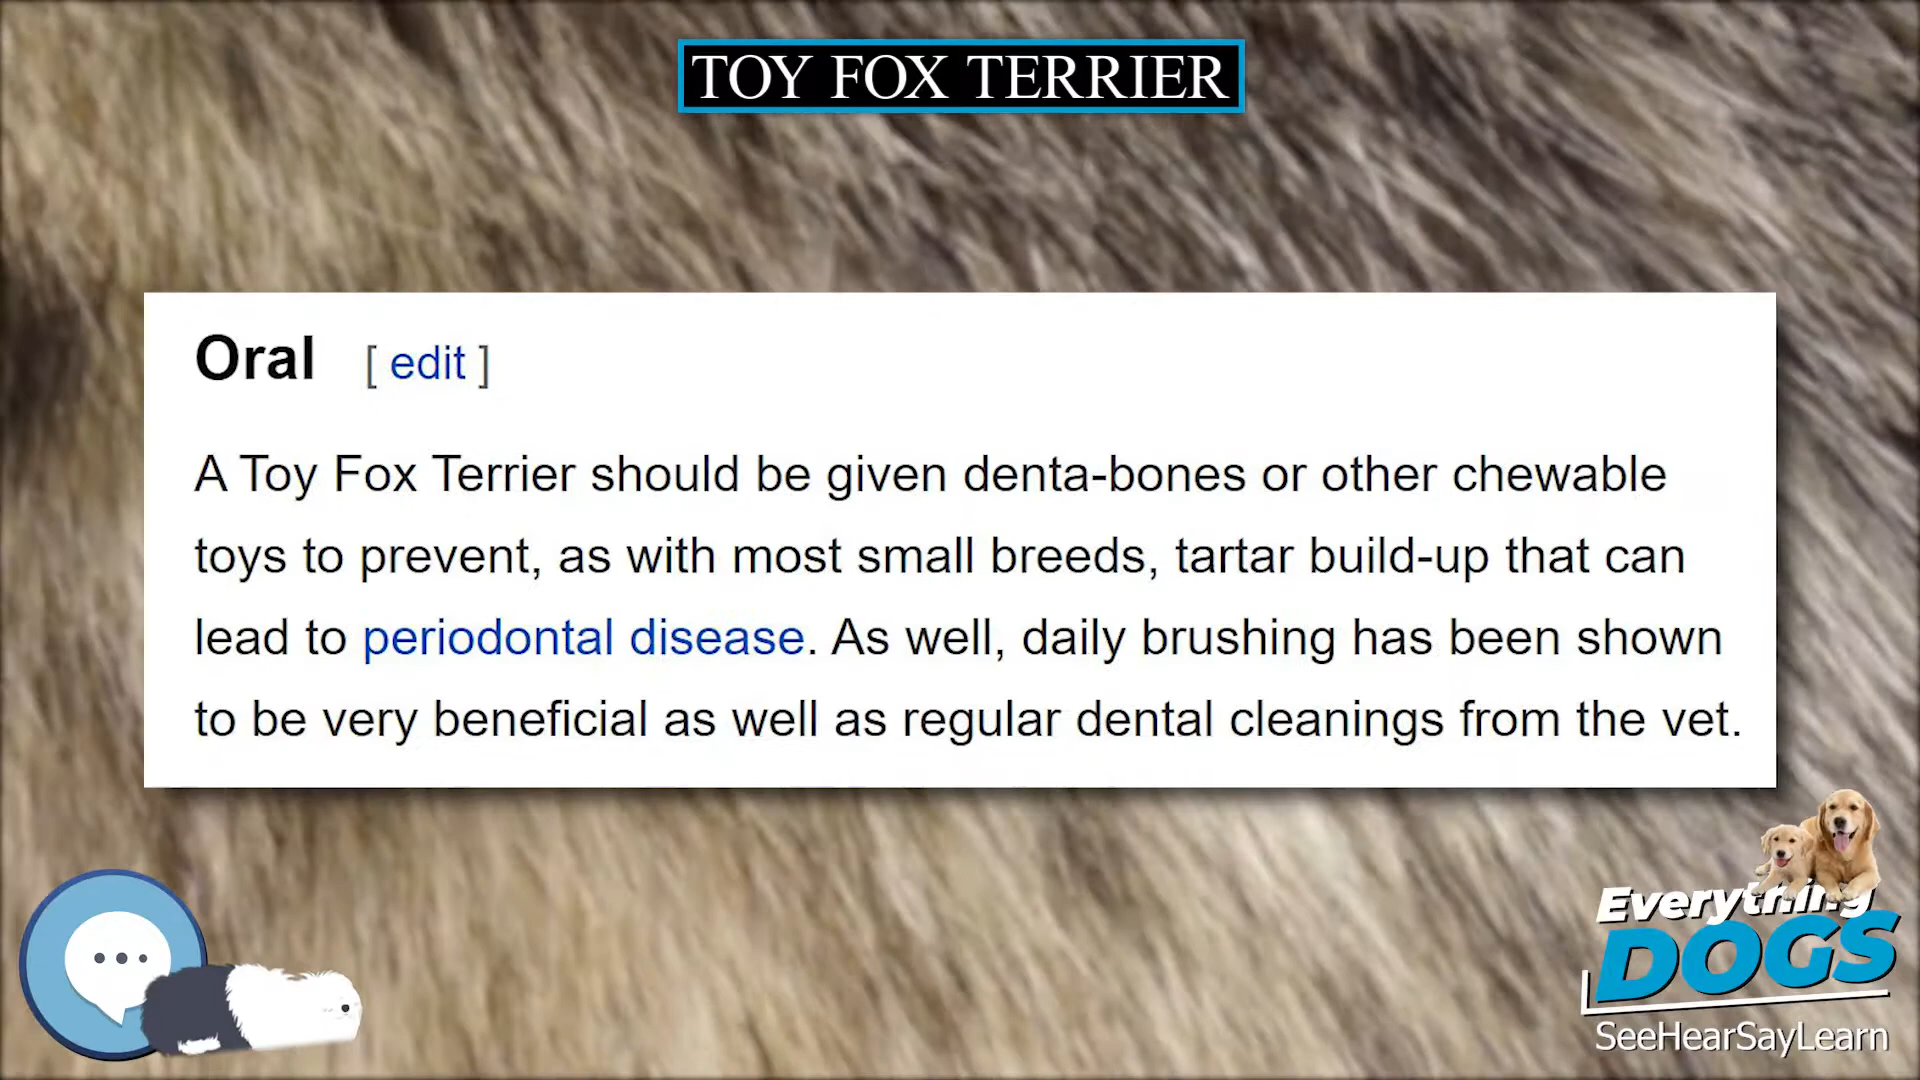 TOY FOX TERRIER
Oral [ edit ]
A Toy Fox Terrier should be given denta-bones or other chewable
toys to prevent, as with most small breeds, tartar build-up that can
lead to periodontal disease. As well, daily brushing has been shown
to be very beneficial as well as regular dental cleanings from the vet.
Everything
DOGS
SeeHearSayLearn